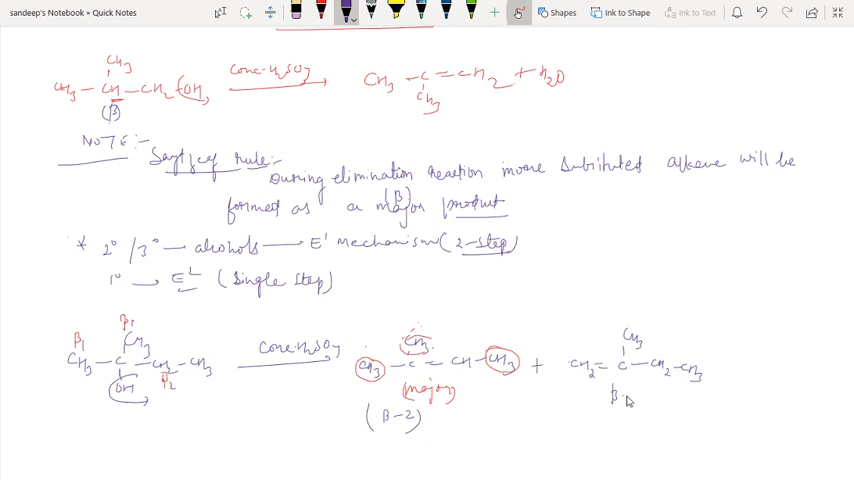 sandeep's Notebook » Quick Notes
Shapes Ink to Shape Ink to Text
CH3 CH3
CH3 – CH – CH2 – OH Conc-H2SO4 CH3 – C = CH2 + H2O
(β) CH3
NOTE:-
Saytzeff rule:-
During elimination reaction more substituted alkene will be
(β)
formed as a major product
* 2° / 3° – alcohols – E' Mechanism (2-step)
1° – E2 (Single step)
β1 β1 CH3
CH3 – C – CH2 – CH3 Conc-H2SO4 CH3 – C = CH – CH3 + CH2 = C – CH2 – CH3
OH β2 CH3 CH3
(major) β
(β-2)